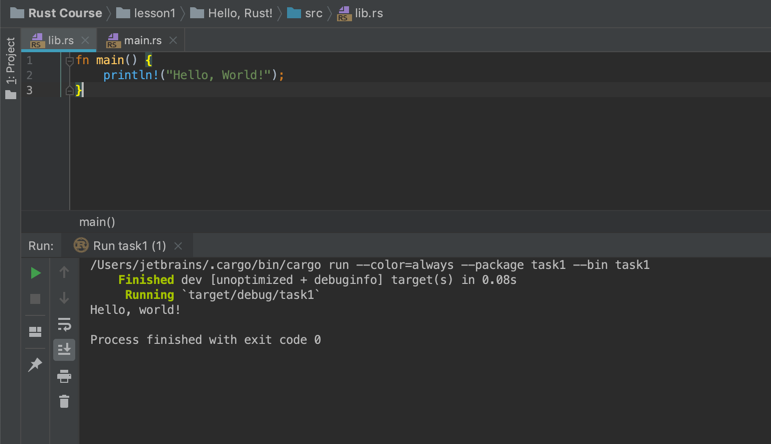 Rust Course lesson1 Hello, Rust! src lib.rs
lib.rs main.rs
1: Project
1 fn main() {
2 println!("Hello, World!");
3 }
main()
Run: Run task1 (1)
/Users/jetbrains/.cargo/bin/cargo run --color=always --package task1 --bin task1
Finished dev [unoptimized + debuginfo] target(s) in 0.08s
Running `target/debug/task1`
Hello, world!
Process finished with exit code 0